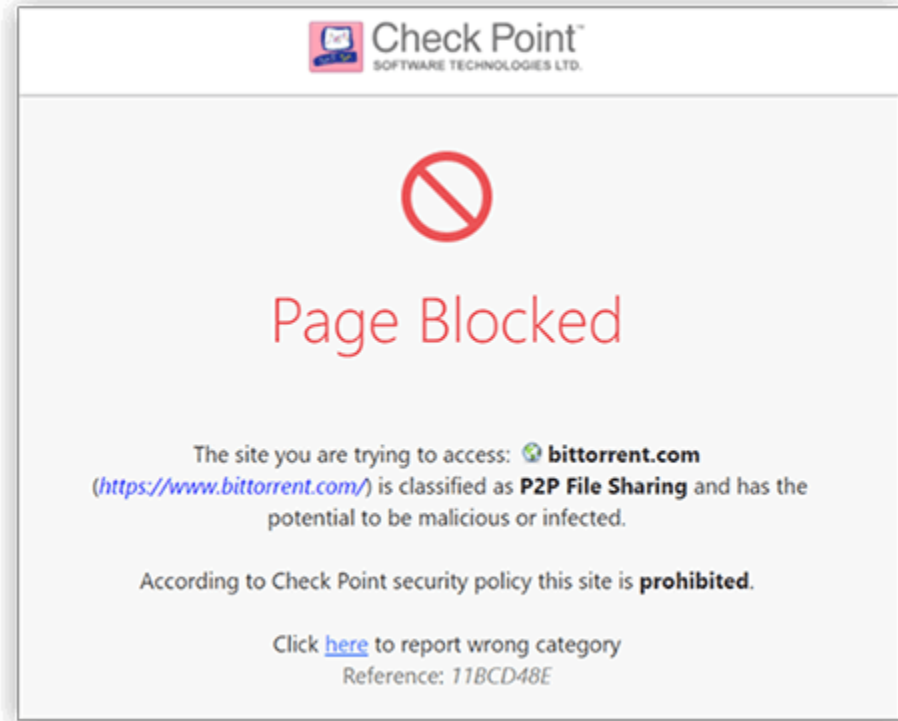 Check Point™
SOFTWARE TECHNOLOGIES LTD.
Page Blocked
The site you are trying to access: bittorrent.com
(https://www.bittorrent.com/) is classified as P2P File Sharing and has the
potential to be malicious or infected.
According to Check Point security policy this site is prohibited.
Click here to report wrong category
Reference: 11BCD48E